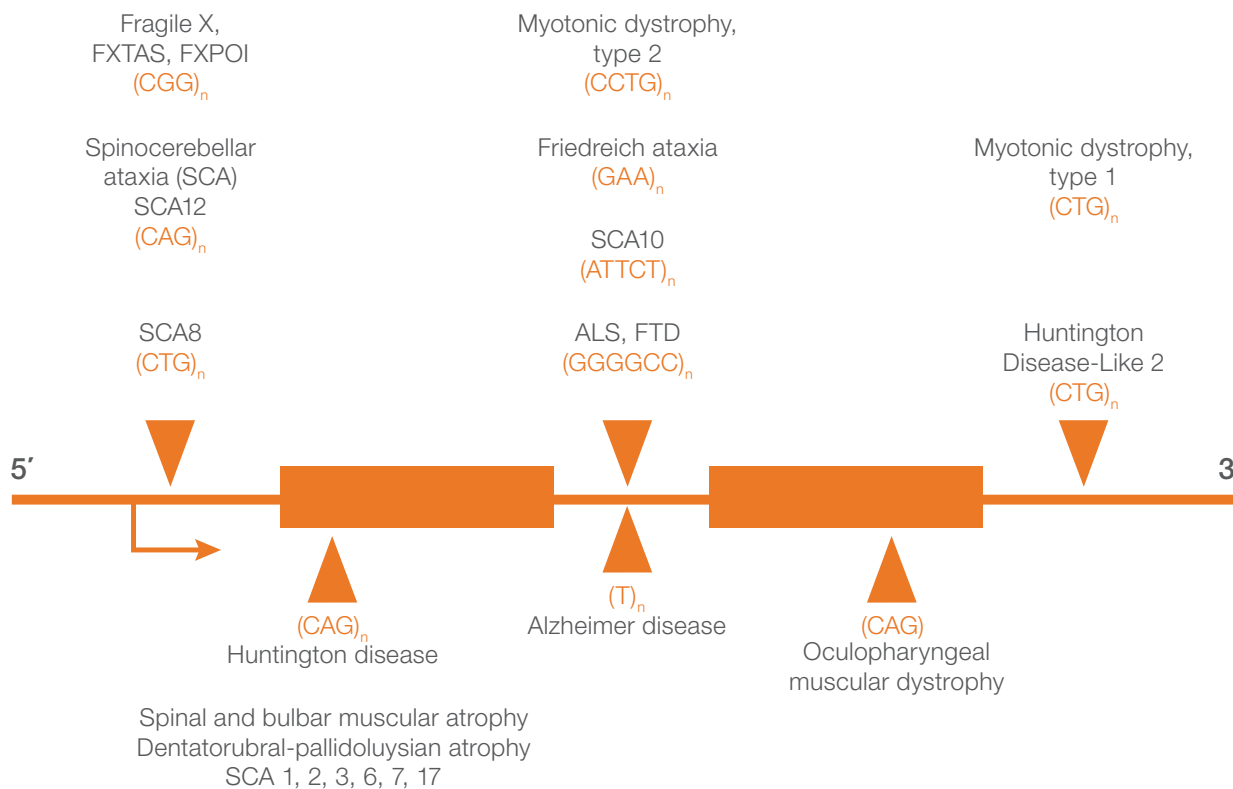 Fragile X,
FXTAS, FXPOI
(CGG)n
Spinocerebellar
ataxia (SCA)
SCA12
(CAG)n
SCA8
(CTG)n
Myotonic dystrophy,
type 2
(CCTG)n
Friedreich ataxia
(GAA)n
SCA10
(ATTCT)n
ALS, FTD
(GGGGCC)n
Myotonic dystrophy,
type 1
(CTG)n
Huntington
Disease-Like 2
(CTG)n
5′
3
(CAG)n
Huntington disease
Spinal and bulbar muscular atrophy
Dentatorubral-pallidoluysian atrophy
SCA 1, 2, 3, 6, 7, 17
(T)n
Alzheimer disease
(CAG)
Oculopharyngeal
muscular dystrophy